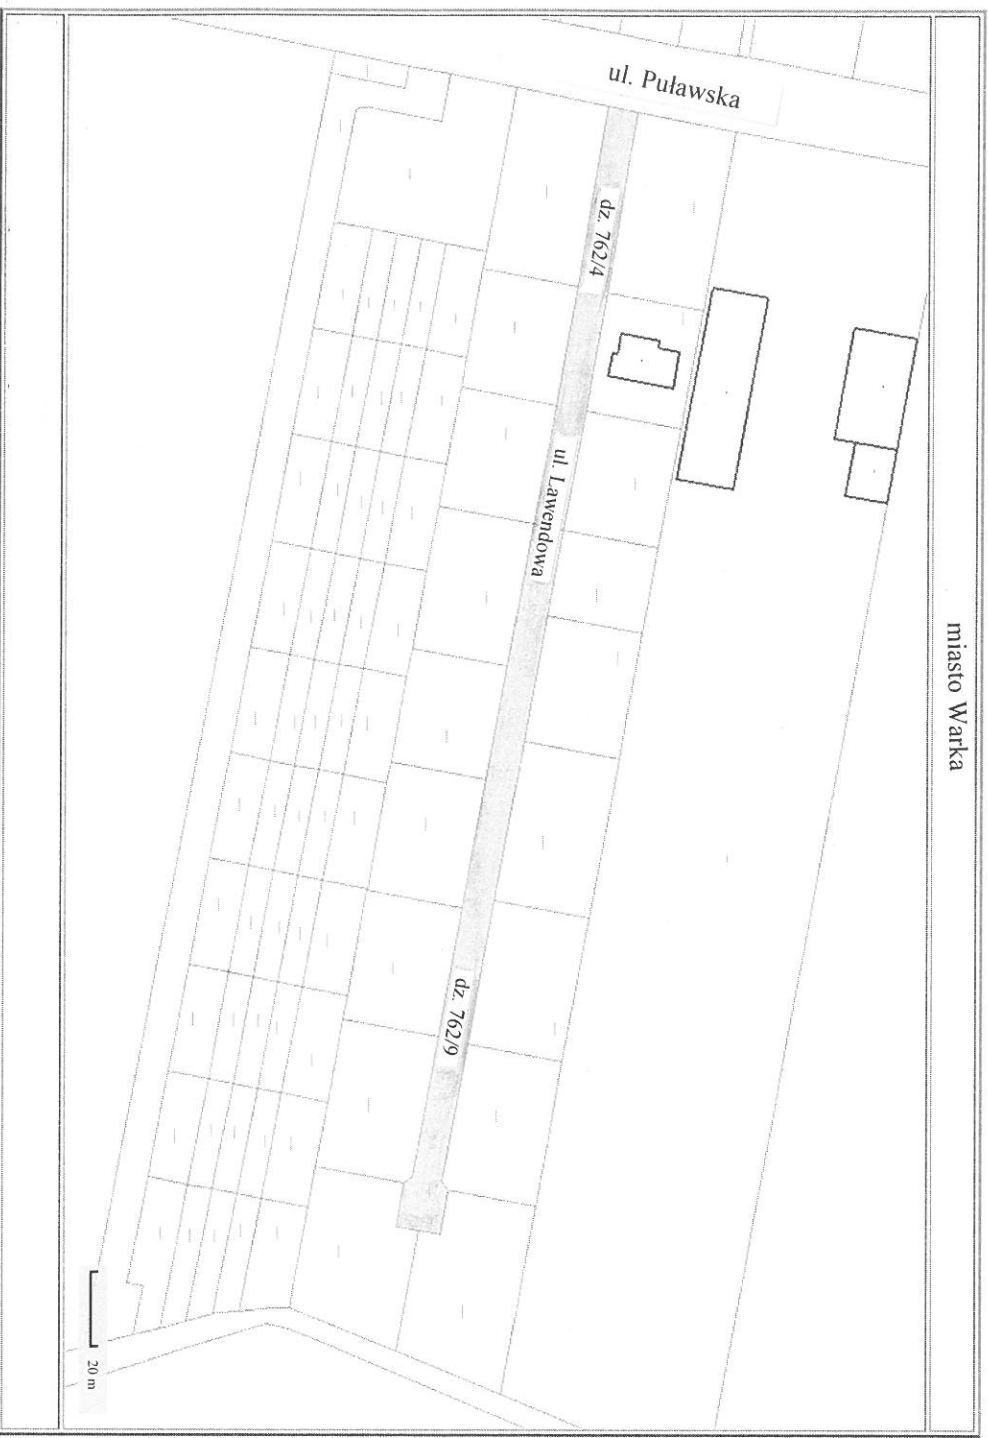 miasto Warka
ul. Puławska
dz. 762/4
ul. Lawendowa
dz. 762/9
20 m